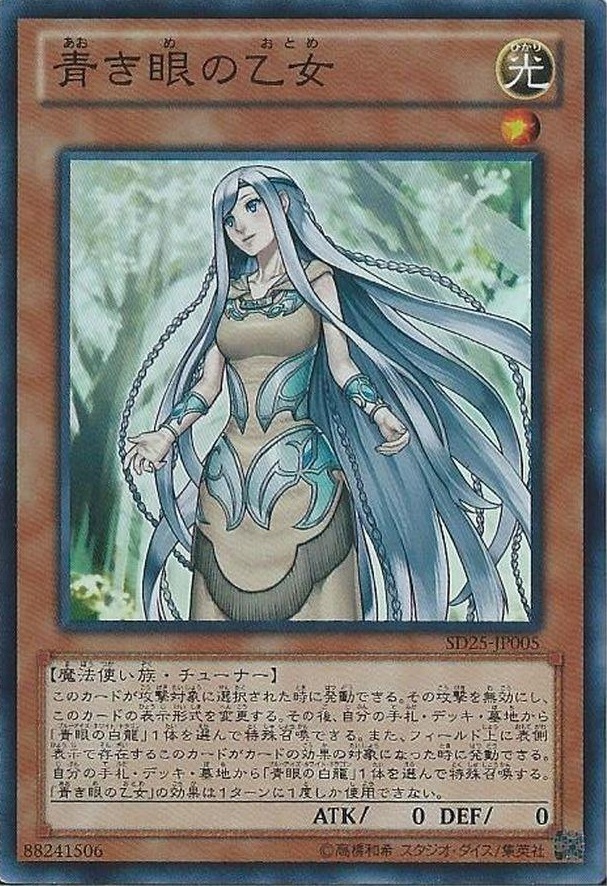 青き眼の乙女
光
SD25-JP005
【魔法使い族・チューナー】
このカードが攻撃対象に選択された時に発動できる。その攻撃を無効にし、
このカードの表示形式を変更する。その後、自分の手札・デッキ・墓地から
「青眼の白龍」1体を選んで特殊召喚できる。また、フィールド上に表側
表示で存在するこのカードがカードの効果の対象になった時に発動できる。
自分の手札・デッキ・墓地から「青眼の白龍」1体を選んで特殊召喚する。
「青き眼の乙女」の効果は1ターンに1度しか使用できない。
ATK/ 0 DEF/ 0
88241506 ©高橋和希 スタジオ・ダイス/集英社